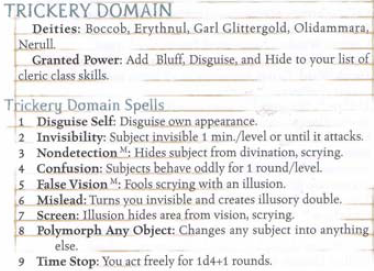 TRICKERY DOMAIN
Deities: Boccob, Erythnul, Garl Glittergold, Olidammara,
Nerull.
Granted Power: Add Bluff, Disguise, and Hide to your list of
cleric class skills.
Trickery Domain Spells
1 Disguise Self: Disguise own appearance.
2 Invisibility: Subject invisible 1 min./level or until it attacks.
3 Nondetection M: Hides subject from divination, scrying.
4 Confusion: Subjects behave oddly for 1 round/level.
5 False Vision M: Fools scrying with an illusion.
6 Mislead: Turns you invisible and creates illusory double.
7 Screen: Illusion hides area from vision, scrying.
8 Polymorph Any Object: Changes any subject into anything
else.
9 Time Stop: You act freely for 1d4+1 rounds.